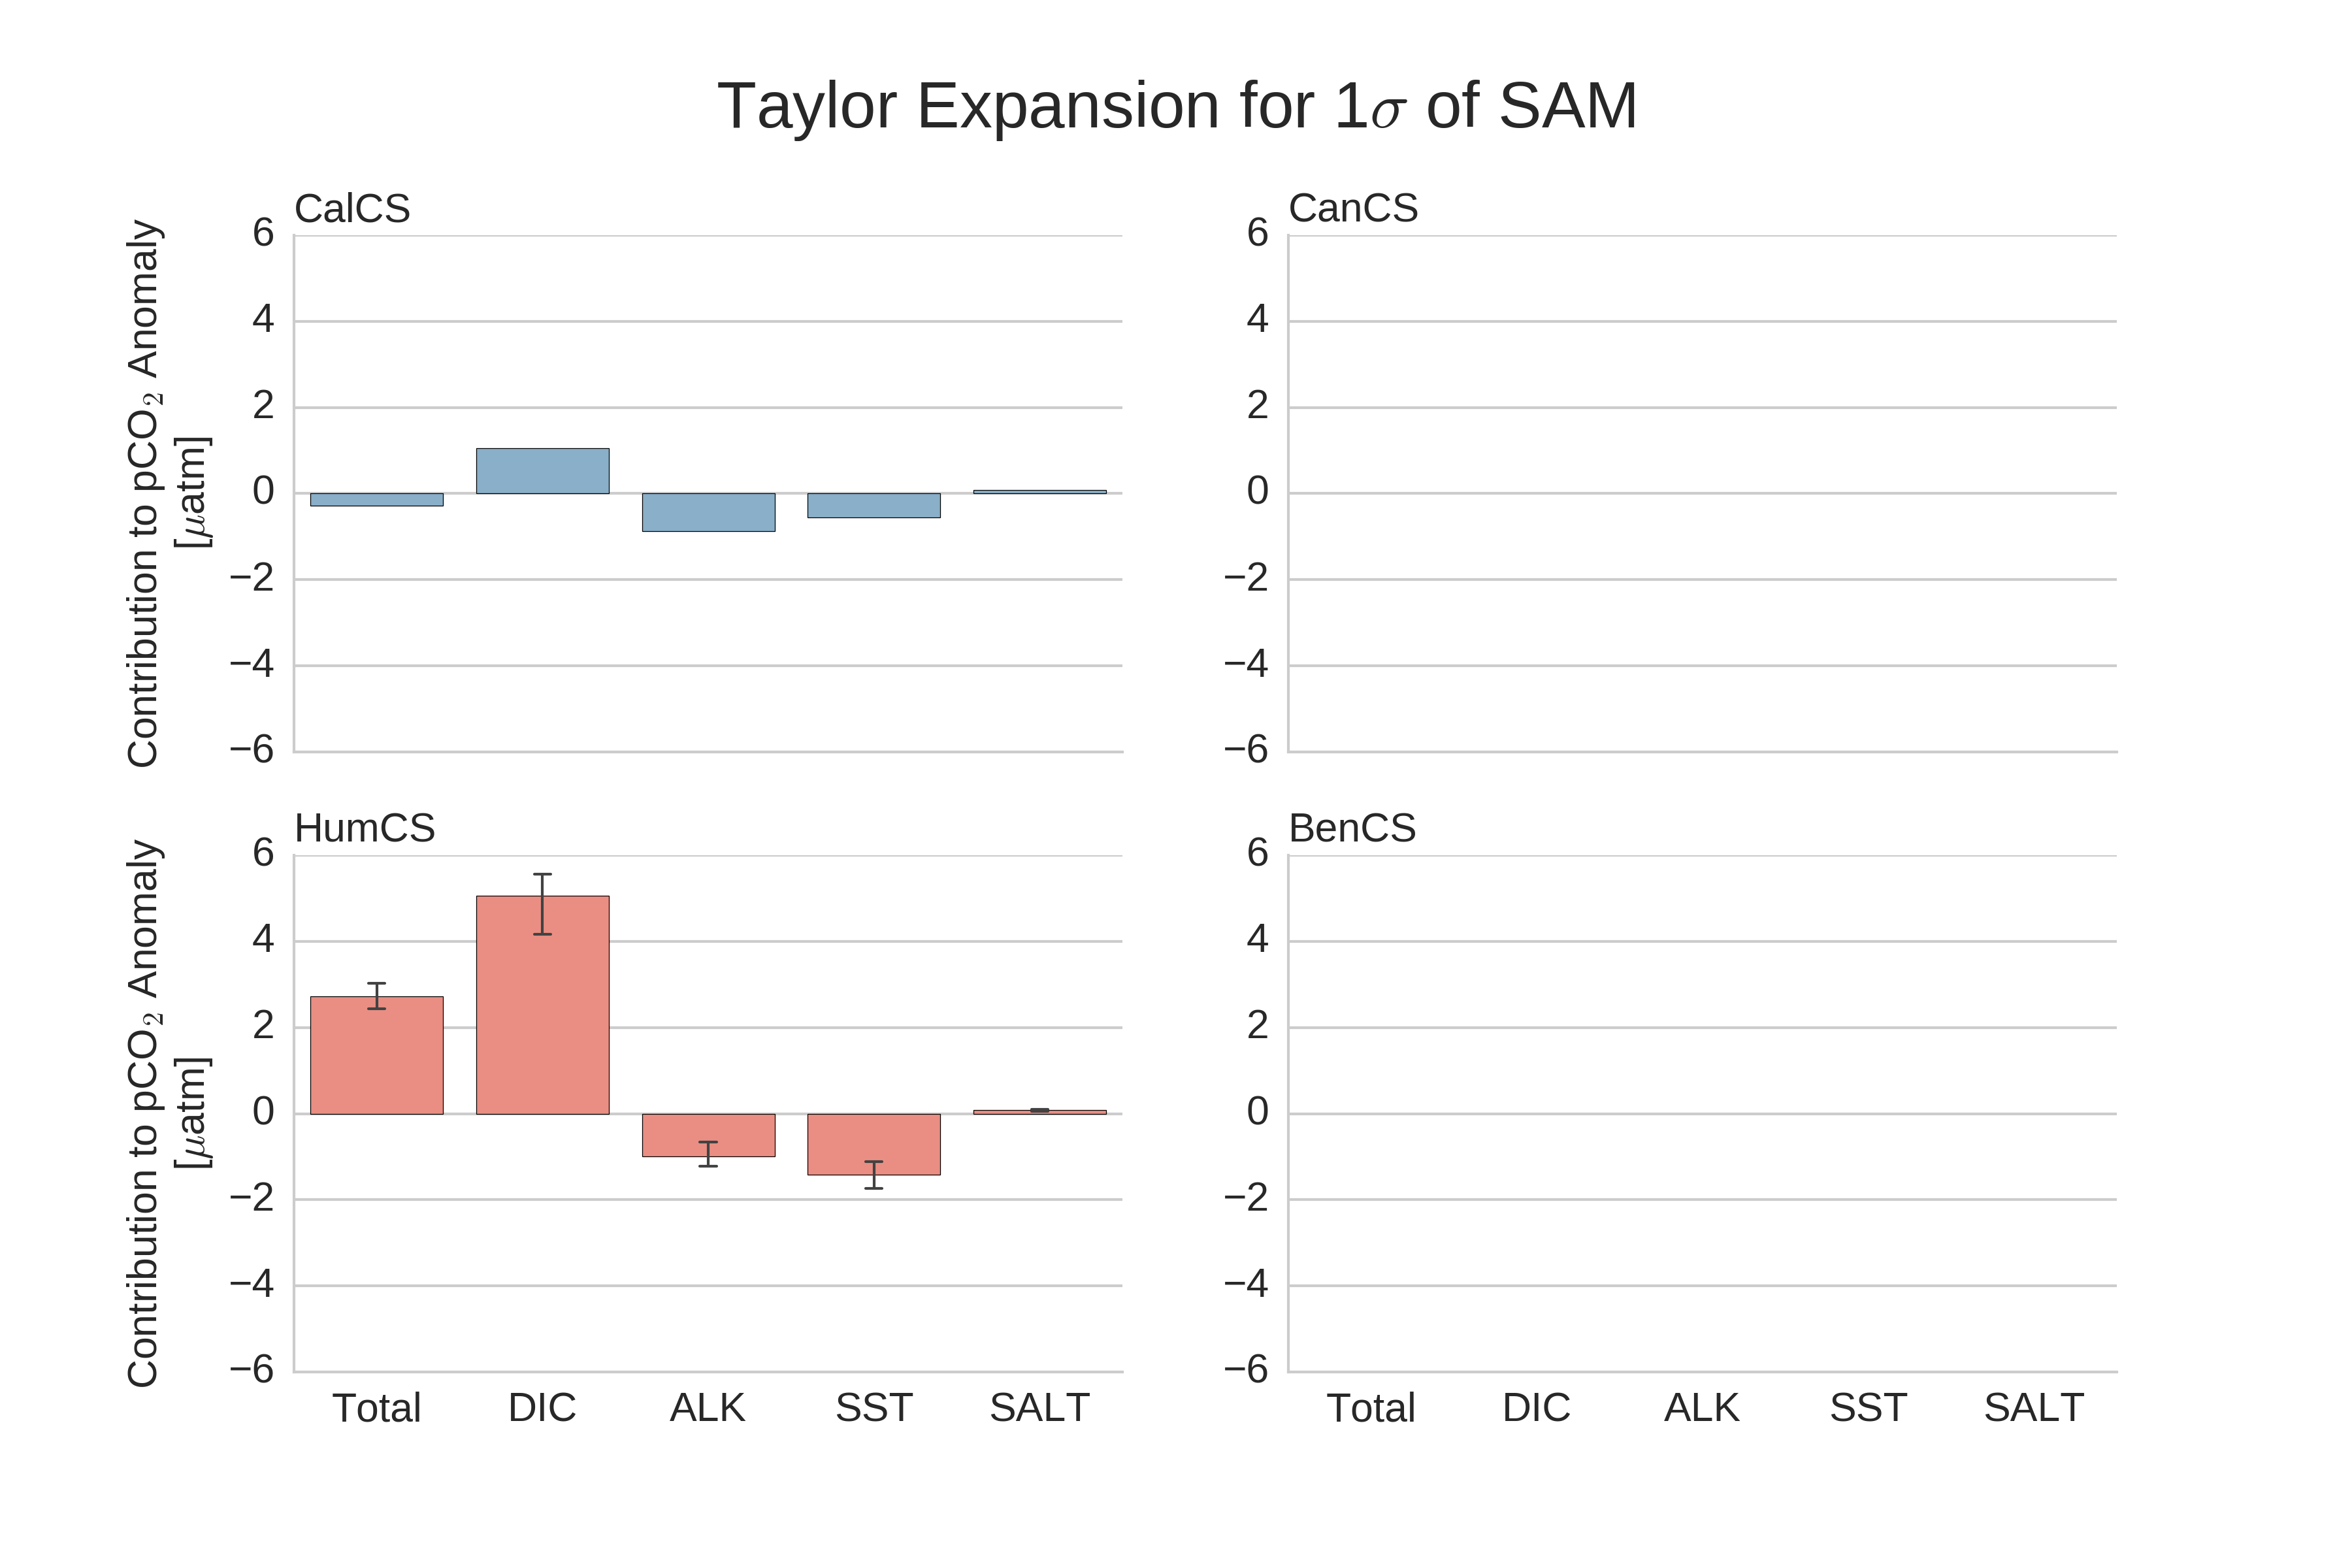 Taylor Expansion for 1σ of SAM
CalCS
Contribution to pCO₂ Anomaly
[μatm]
6
4
2
0
−2
−4
−6
CanCS
6
4
2
0
−2
−4
−6
HumCS
Contribution to pCO₂ Anomaly
[μatm]
6
4
2
0
−2
−4
−6
Total DIC ALK SST SALT
BenCS
6
4
2
0
−2
−4
−6
Total DIC ALK SST SALT